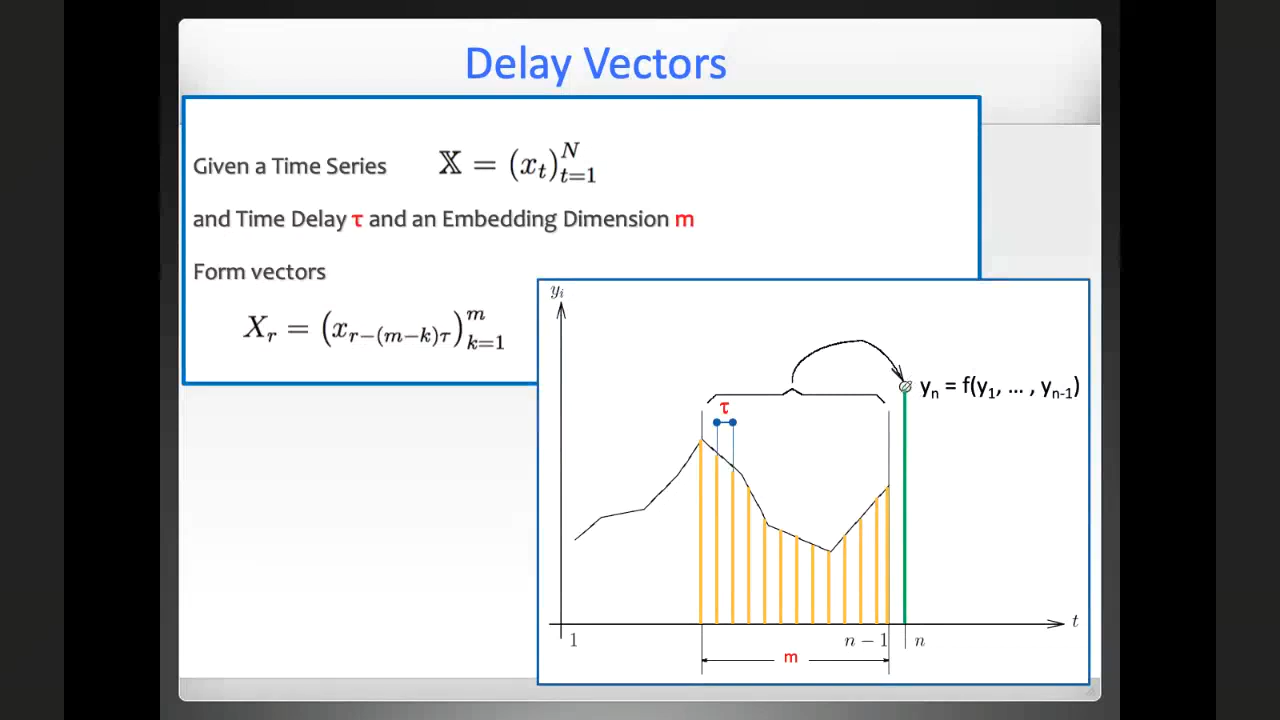 Delay Vectors
Given a Time Series 𝕏 = (x_t)_{t=1}^N
and Time Delay τ and an Embedding Dimension m
Form vectors
X_r = (x_{r−(m−k)τ})_{k=1}^m
y_i
τ
y_n = f(y_1, ... , y_{n-1})
t
1
n − 1
n
m